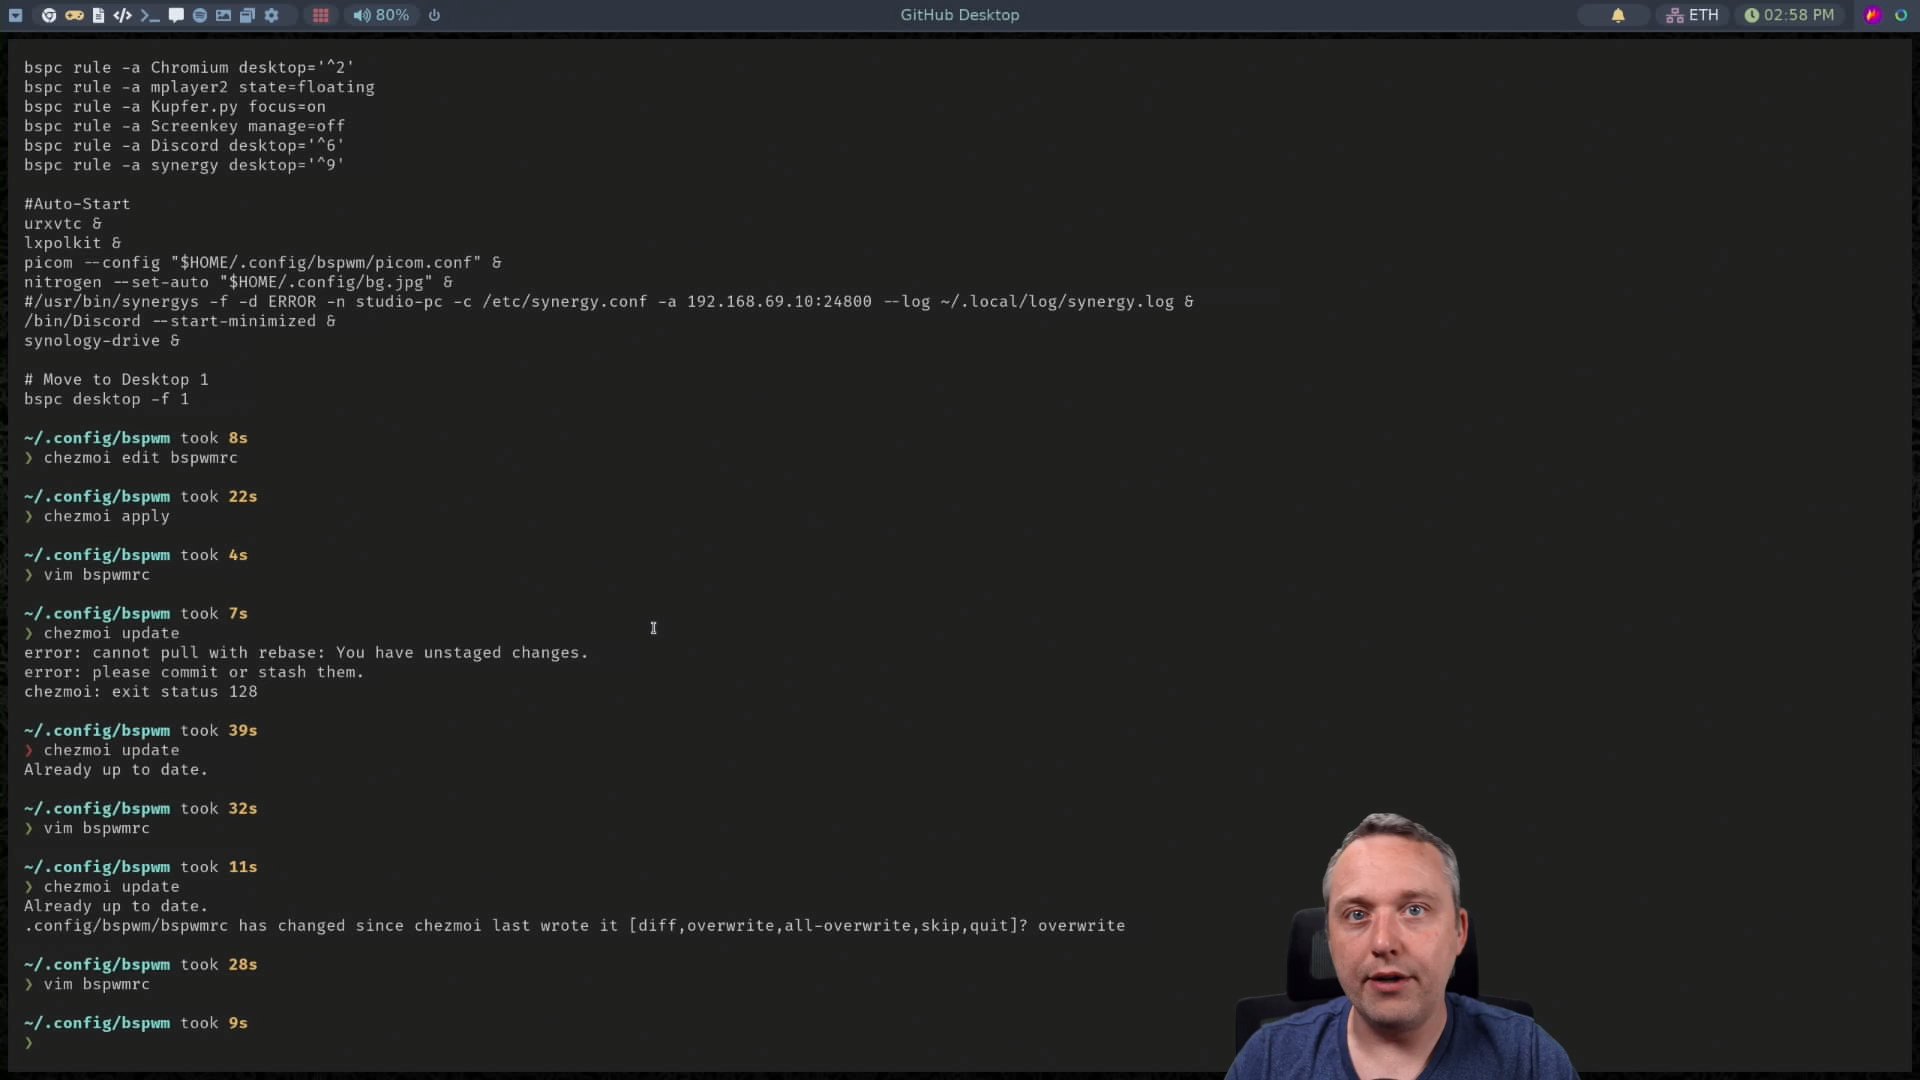 80%
GitHub Desktop
ETH
02:58 PM
bspc rule -a Chromium desktop='^2'
bspc rule -a mplayer2 state=floating
bspc rule -a Kupfer.py focus=on
bspc rule -a Screenkey manage=off
bspc rule -a Discord desktop='^6'
bspc rule -a synergy desktop='^9'
#Auto-Start
urxvtc &
lxpolkit &
picom --config "$HOME/.config/bspwm/picom.conf" &
nitrogen --set-auto "$HOME/.config/bg.jpg" &
#/usr/bin/synergys -f -d ERROR -n studio-pc -c /etc/synergy.conf -a 192.168.69.10:24800 --log ~/.local/log/synergy.log &
/bin/Discord --start-minimized &
synology-drive &
# Move to Desktop 1
bspc desktop -f 1
~/.config/bspwm took 8s
❯ chezmoi edit bspwmrc
~/.config/bspwm took 22s
❯ chezmoi apply
~/.config/bspwm took 4s
❯ vim bspwmrc
~/.config/bspwm took 7s
❯ chezmoi update
error: cannot pull with rebase: You have unstaged changes.
error: please commit or stash them.
chezmoi: exit status 128
~/.config/bspwm took 39s
❯ chezmoi update
Already up to date.
~/.config/bspwm took 32s
❯ vim bspwmrc
~/.config/bspwm took 11s
❯ chezmoi update
Already up to date.
.config/bspwm/bspwmrc has changed since chezmoi last wrote it [diff,overwrite,all-overwrite,skip,quit]? overwrite
~/.config/bspwm took 28s
❯ vim bspwmrc
~/.config/bspwm took 9s
❯